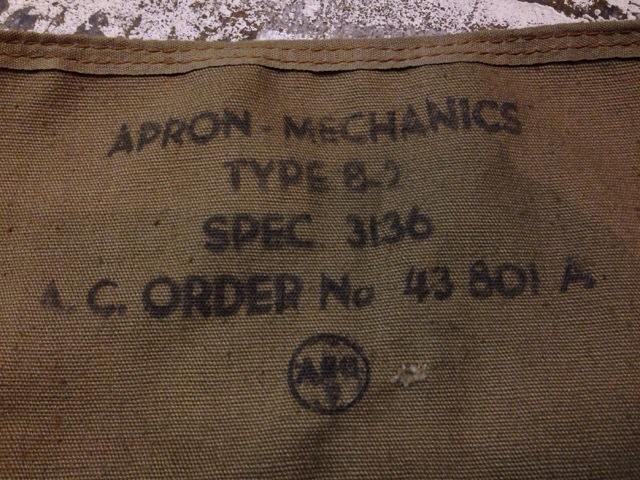 APRON - MECHANICS
TYPE B-2
SPEC 3136
A. C. ORDER No 43 801 A.